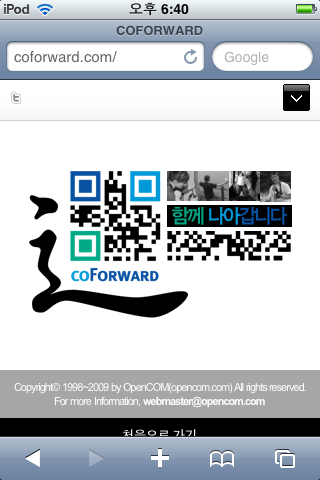 iPod 오후 6:40
COFORWARD
coforward.com/ Google
함께 나아갑니다
COFORWARD
Copyright© 1998~2009 by OpenCOM(opencom.com) All rights reserved.
For more Information, webmaster@opencom.com
처음으로 가기